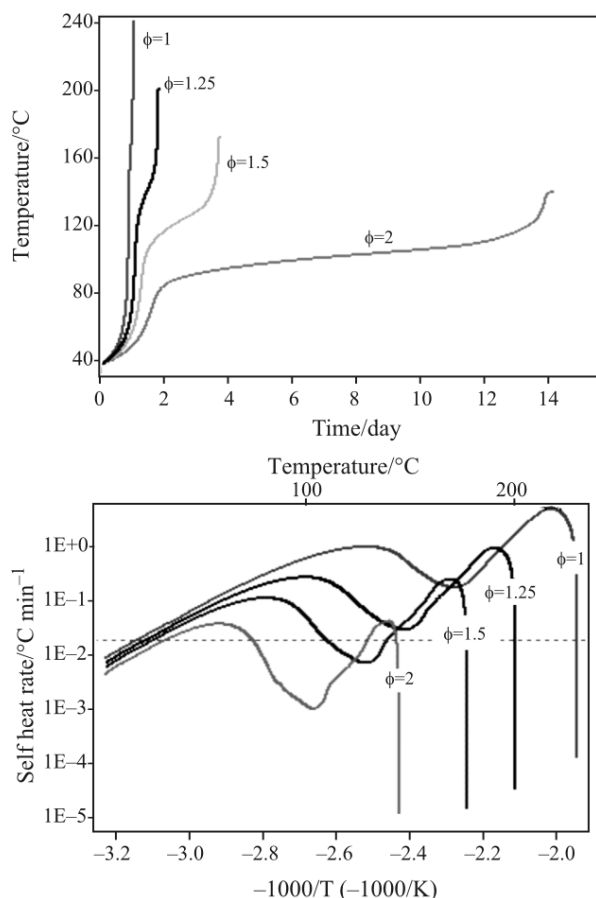 240
200
160
120
80
40
Temperature/°C
ϕ=1
ϕ=1.25
ϕ=1.5
ϕ=2
0 2 4 6 8 10 12 14
Time/day
Temperature/°C
100 200
1E+0
1E–1
1E–2
1E–3
1E–4
1E–5
Self heat rate/°C min⁻¹
ϕ=1
ϕ=1.25
ϕ=1.5
ϕ=2
–3.2 –3.0 –2.8 –2.6 –2.4 –2.2 –2.0
–1000/T (–1000/K)